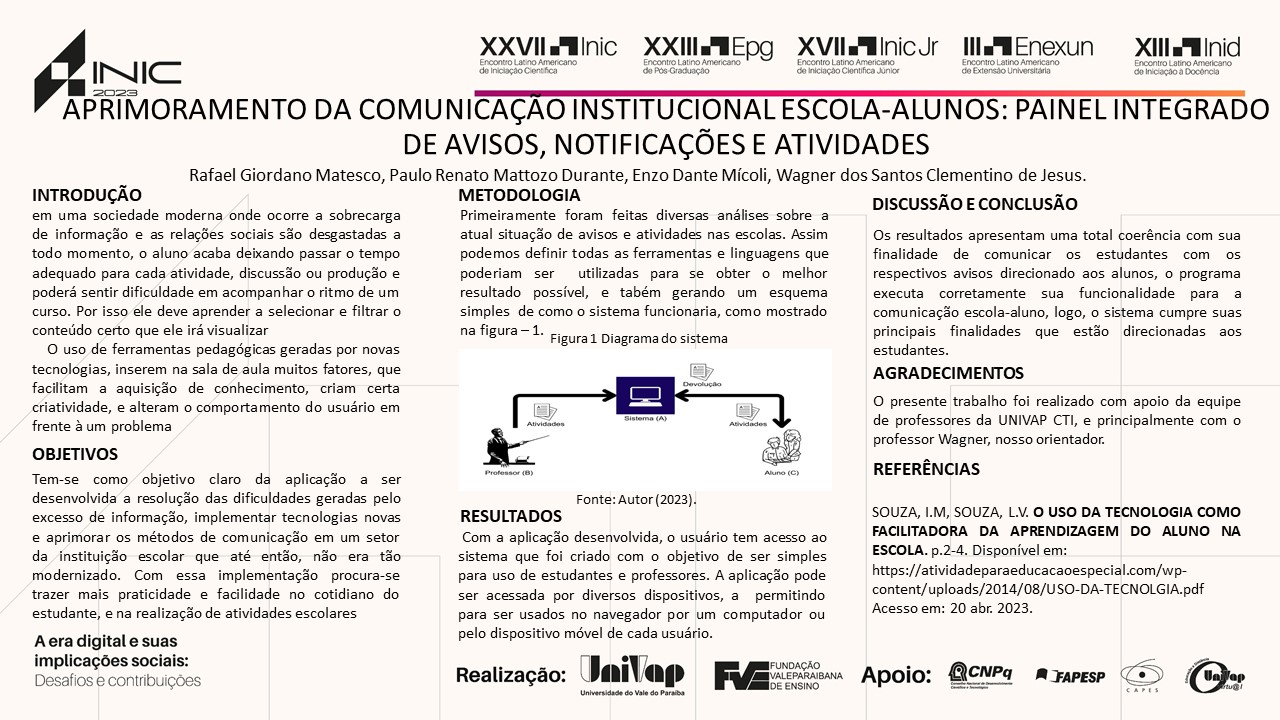 INIC
2023
XXVII Inic
Encontro Latino Americano
de Iniciação Científica
XXIII Epg
Encontro Latino Americano
de Pós-Graduação
XVII Inic Jr
Encontro Latino Americano
de Iniciação Científica Júnior
III Enexun
Encontro Latino Americano
de Extensão Universitária
XIII Inid
Encontro Latino Americano
de Iniciação à Docência
APRIMORAMENTO DA COMUNICAÇÃO INSTITUCIONAL ESCOLA-ALUNOS: PAINEL INTEGRADO
DE AVISOS, NOTIFICAÇÕES E ATIVIDADES
Rafael Giordano Matesco, Paulo Renato Mattozo Durante, Enzo Dante Mícoli, Wagner dos Santos Clementino de Jesus.
INTRODUÇÃO
em uma sociedade moderna onde ocorre a sobrecarga
de informação e as relações sociais são desgastadas a
todo momento, o aluno acaba deixando passar o tempo
adequado para cada atividade, discussão ou produção e
poderá sentir dificuldade em acompanhar o ritmo de um
curso. Por isso ele deve aprender a selecionar e filtrar o
conteúdo certo que ele irá visualizar
O uso de ferramentas pedagógicas geradas por novas
tecnologias, inserem na sala de aula muitos fatores, que
facilitam a aquisição de conhecimento, criam certa
criatividade, e alteram o comportamento do usuário em
frente à um problema
OBJETIVOS
Tem-se como objetivo claro da aplicação a ser
desenvolvida a resolução das dificuldades geradas pelo
excesso de informação, implementar tecnologias novas
e aprimorar os métodos de comunicação em um setor
da instituição escolar que até então, não era tão
modernizado. Com essa implementação procura-se
trazer mais praticidade e facilidade no cotidiano do
estudante, e na realização de atividades escolares
A era digital e suas
implicações sociais:
Desafios e contribuições
METODOLOGIA
Primeiramente foram feitas diversas análises sobre a
atual situação de avisos e atividades nas escolas. Assim
podemos definir todas as ferramentas e linguagens que
poderiam ser utilizadas para se obter o melhor
resultado possível, e tabém gerando um esquema
simples de como o sistema funcionaria, como mostrado
na figura – 1.
Figura 1 Diagrama do sistema
Devolução
Sistema (A)
Atividades
Atividades
Professor (B)
Aluno (C)
Fonte: Autor (2023).
RESULTADOS
Com a aplicação desenvolvida, o usuário tem acesso ao
sistema que foi criado com o objetivo de ser simples
para uso de estudantes e professores. A aplicação pode
ser acessada por diversos dispositivos, a permitindo
para ser usados no navegador por um computador ou
pelo dispositivo móvel de cada usuário.
DISCUSSÃO E CONCLUSÃO
Os resultados apresentam uma total coerência com sua
finalidade de comunicar os estudantes com os
respectivos avisos direcionado aos alunos, o programa
executa corretamente sua funcionalidade para a
comunicação escola-aluno, logo, o sistema cumpre suas
principais finalidades que estão direcionadas aos
estudantes.
AGRADECIMENTOS
O presente trabalho foi realizado com apoio da equipe
de professores da UNIVAP CTI, e principalmente com o
professor Wagner, nosso orientador.
REFERÊNCIAS
SOUZA, I.M, SOUZA, L.V. O USO DA TECNOLOGIA COMO
FACILITADORA DA APRENDIZAGEM DO ALUNO NA
ESCOLA. p.2-4. Disponível em:
https://atividadeparaeducacaoespecial.com/wp-
content/uploads/2014/08/USO-DA-TECNOLGIA.pdf
Acesso em: 20 abr. 2023.
Realização:
UniVap
Universidade do Vale do Paraíba
FVE
FUNDAÇÃO
VALEPARAIBANA
DE ENSINO
Apoio:
CNPq
Conselho Nacional de Desenvolvimento
Científico e Tecnológico
FAPESP
CAPES
UniVap
Virtu@l